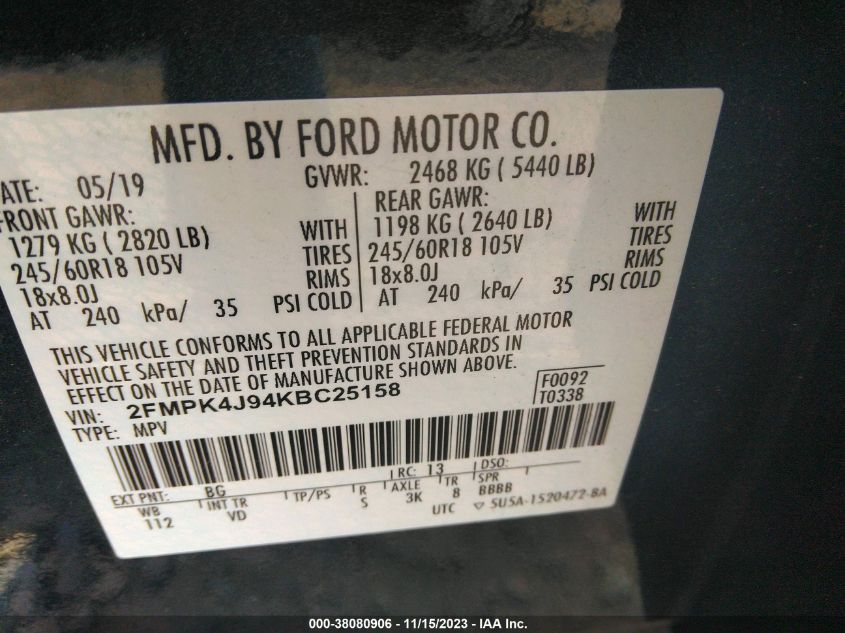 MFD. BY FORD MOTOR CO.
ATE: 05/19 GVWR: 2468 KG ( 5440 LB)
FRONT GAWR: REAR GAWR:
1279 KG ( 2820 LB) WITH 1198 KG ( 2640 LB) WITH
245/60R18 105V TIRES 245/60R18 105V TIRES
18x8.0J RIMS 18x8.0J RIMS
AT 240 kPa/ 35 PSI COLD AT 240 kPa/ 35 PSI COLD
THIS VEHICLE CONFORMS TO ALL APPLICABLE FEDERAL MOTOR
VEHICLE SAFETY AND THEFT PREVENTION STANDARDS IN
EFFECT ON THE DATE OF MANUFACTURE SHOWN ABOVE.
VIN: 2FMPK4J94KBC25158 F0092
TYPE: MPV T0338
EXT PNT: BG RC: 13 DSO:
WB INT TR TP/PS R AXLE TR SPR
112 VD S 3K 8 BBBB
UTC ▽ 5U5A-1520472-BA
000-38080906 - 11/15/2023 - IAA Inc.